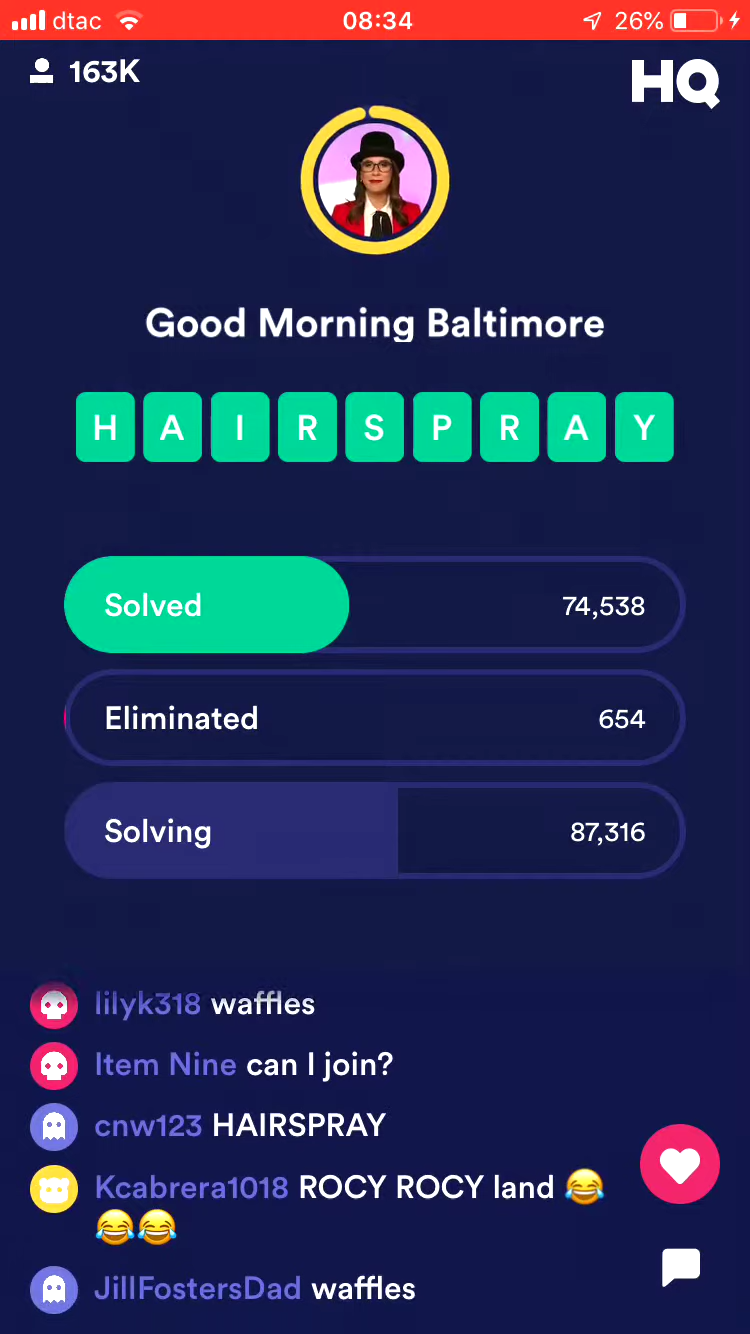 dtac 08:34 26%
163K
HQ
Good Morning Baltimore
HAIRSPRAY
Solved 74,538
Eliminated 654
Solving 87,316
lilyk318 waffles
Item Nine can I join?
cnw123 HAIRSPRAY
Kcabrera1018 ROCY ROCY land 😂
😂😂
JillFostersDad waffles